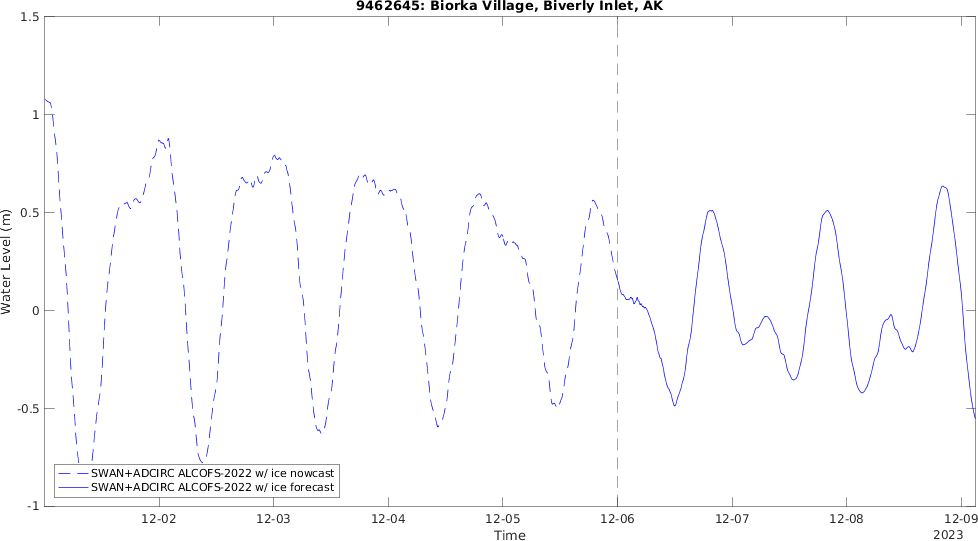 9462645: Biorka Village, Biverly Inlet, AK
1.5
1
0.5
0
-0.5
-1
Water Level (m)
SWAN+ADCIRC ALCOFS-2022 w/ ice nowcast
SWAN+ADCIRC ALCOFS-2022 w/ ice forecast
12-02 12-03 12-04 12-05 12-06 12-07 12-08 12-09
Time
2023